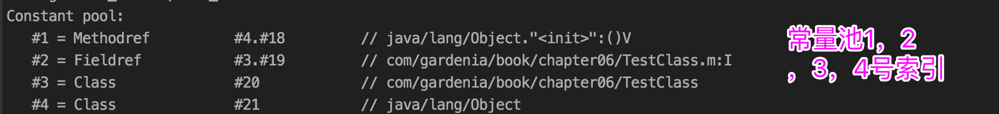 Constant pool:
#1 = Methodref #4.#18 // java/lang/Object."<init>":()V
#2 = Fieldref #3.#19 // com/gardenia/book/chapter06/TestClass.m:I
#3 = Class #20 // com/gardenia/book/chapter06/TestClass
#4 = Class #21 // java/lang/Object
常量池1，2
，3，4号索引